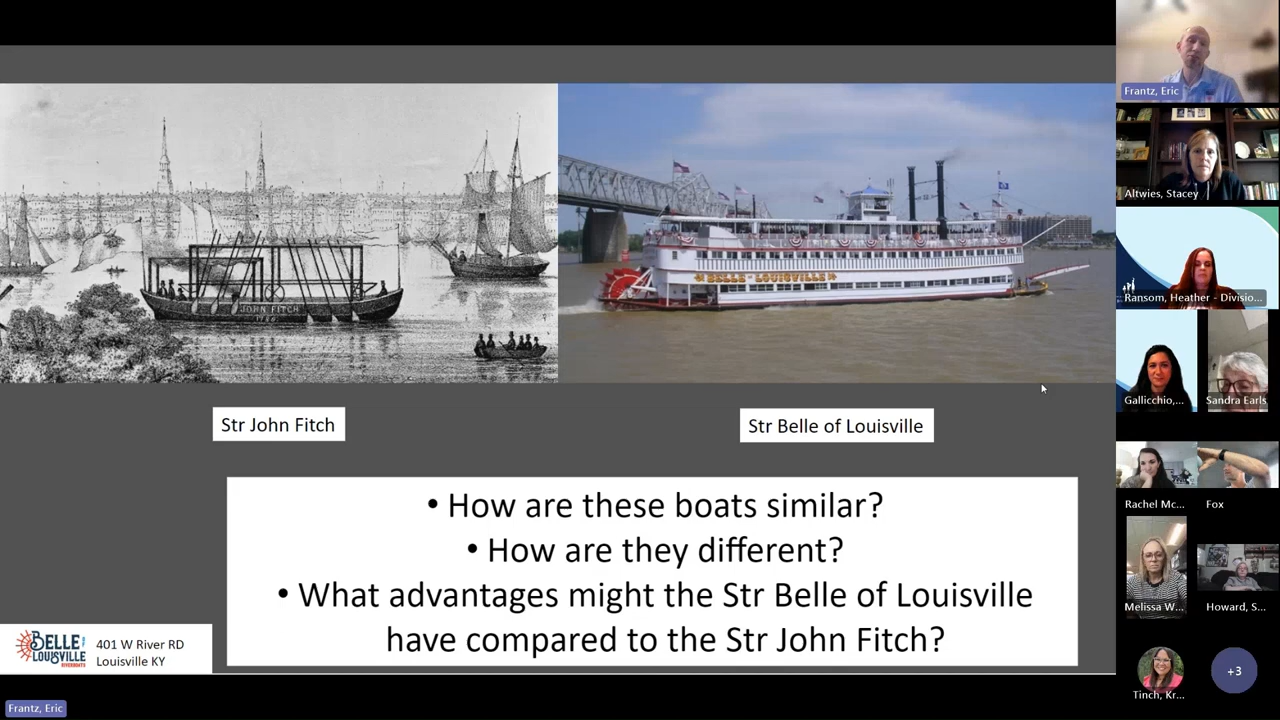 JOHN FITCH
1786
BELLE OF LOUISVILLE
Str John Fitch
Str Belle of Louisville
• How are these boats similar?
• How are they different?
• What advantages might the Str Belle of Louisville
have compared to the Str John Fitch?
BELLE OF
LOUISVILLE
RIVERBOATS
401 W River RD
Louisville KY
Frantz, Eric
Frantz, Eric
Altwies, Stacey
Ransom, Heather - Divisio...
Gallicchio,...
Sandra Earls
Rachel Mc...
Fox
Melissa W...
Howard, S...
Tinch, Kr...
+3